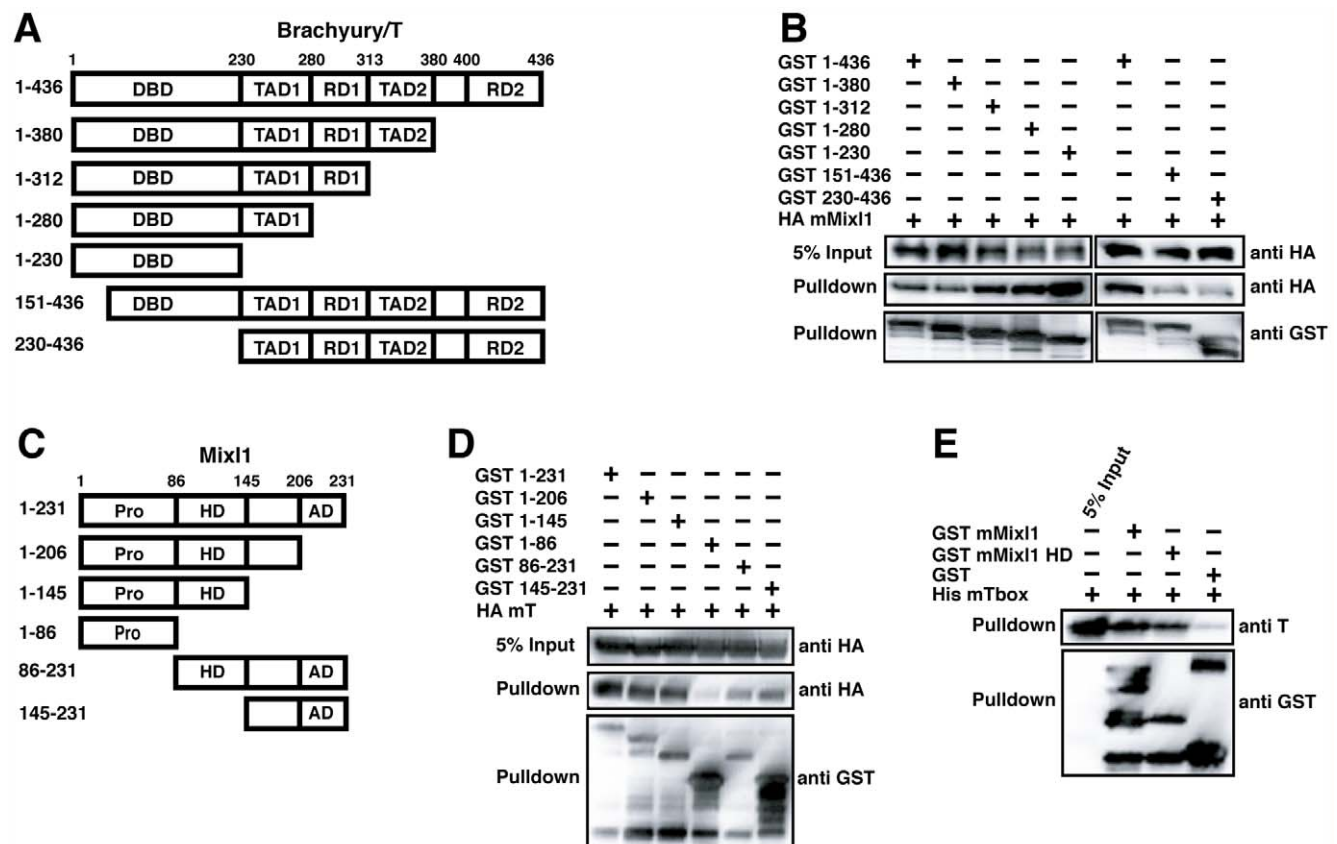 A
Brachyury/T
1 230 280 313 380 400 436
1-436 DBD TAD1 RD1 TAD2 RD2
1-380 DBD TAD1 RD1 TAD2
1-312 DBD TAD1 RD1
1-280 DBD TAD1
1-230 DBD
151-436 DBD TAD1 RD1 TAD2 RD2
230-436 TAD1 RD1 TAD2 RD2
B
GST 1-436 + − − − − + − −
GST 1-380 − + − − − − − −
GST 1-312 − − + − − − − −
GST 1-280 − − − + − − − −
GST 1-230 − − − − + − − −
GST 151-436 − − − − − − + −
GST 230-436 − − − − − − − +
HA mMixl1 + + + + + + + +
5% Input anti HA
Pulldown anti HA
Pulldown anti GST
C
Mixl1
1 86 145 206 231
1-231 Pro HD AD
1-206 Pro HD
1-145 Pro HD
1-86 Pro
86-231 HD AD
145-231 AD
D
GST 1-231 + − − − − −
GST 1-206 − + − − − −
GST 1-145 − − + − − −
GST 1-86 − − − + − −
GST 86-231 − − − − + −
GST 145-231 − − − − − +
HA mT + + + + + +
5% Input anti HA
Pulldown anti HA
Pulldown anti GST
E
5% Input
GST mMixl1 − + − −
GST mMixl1 HD − − + −
GST − − − +
His mTbox + + + +
Pulldown anti T
Pulldown anti GST